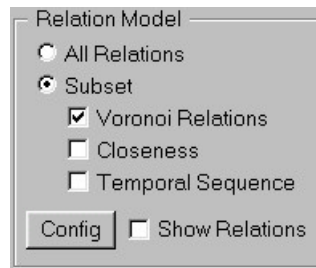 Relation Model
All Relations
Subset
Voronoi Relations
Closeness
Temporal Sequence
Config Show Relations